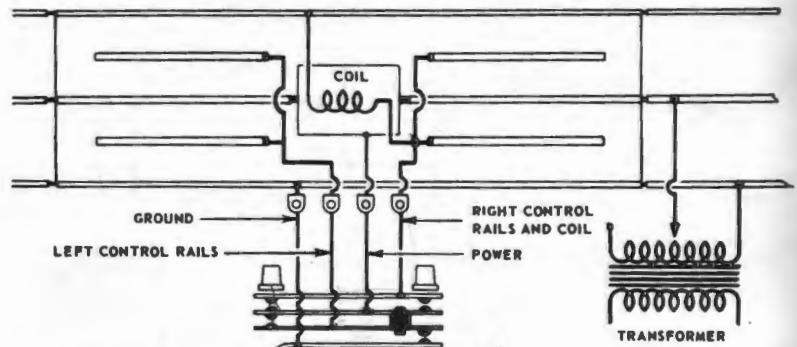 COIL
GROUND
RIGHT CONTROL
RAILS AND COIL
LEFT CONTROL RAILS
POWER
TRANSFORMER